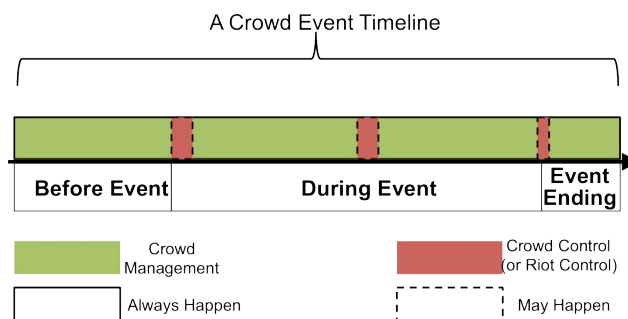 A Crowd Event Timeline
Before Event
During Event
Event
Ending
Crowd
Management
Crowd Control
(or Riot Control)
Always Happen
May Happen